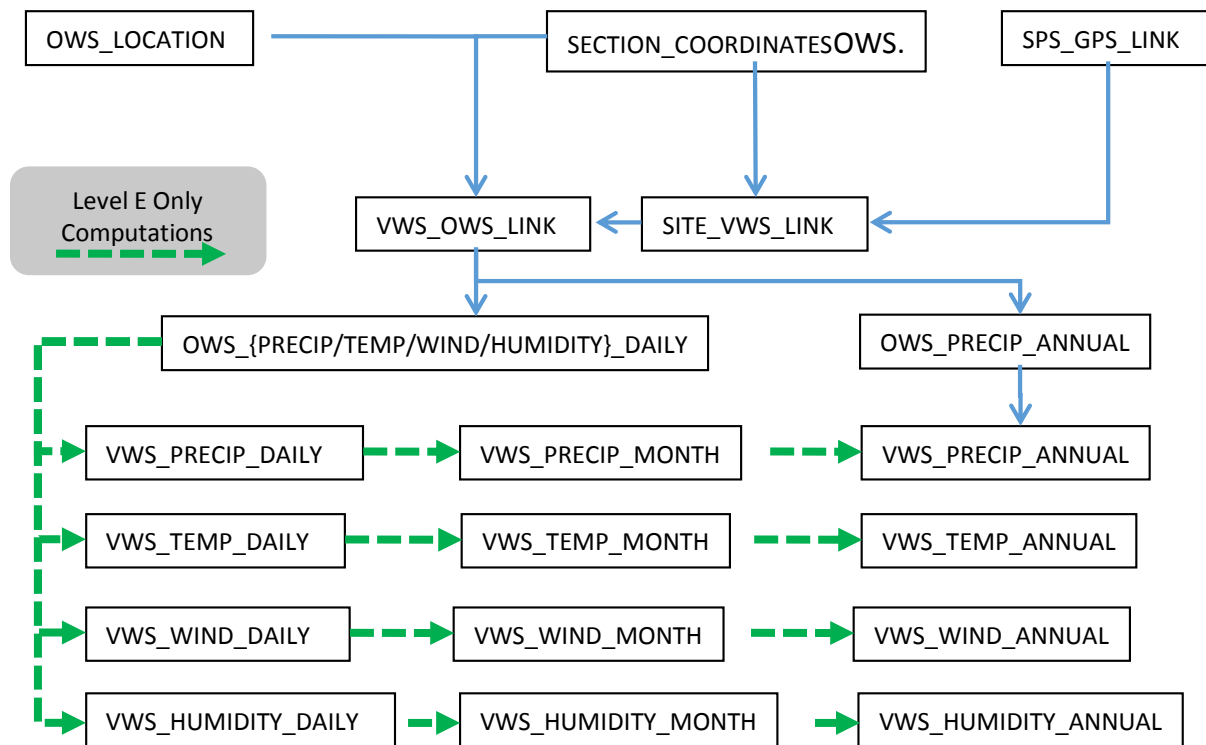 OWS_LOCATION
SECTION_COORDINATESOWS.
SPS_GPS_LINK
Level E Only
Computations
VWS_OWS_LINK
SITE_VWS_LINK
OWS_{PRECIP/TEMP/WIND/HUMIDITY}_DAILY
OWS_PRECIP_ANNUAL
VWS_PRECIP_DAILY
VWS_PRECIP_MONTH
VWS_PRECIP_ANNUAL
VWS_TEMP_DAILY
VWS_TEMP_MONTH
VWS_TEMP_ANNUAL
VWS_WIND_DAILY
VWS_WIND_MONTH
VWS_WIND_ANNUAL
VWS_HUMIDITY_DAILY
VWS_HUMIDITY_MONTH
VWS_HUMIDITY_ANNUAL